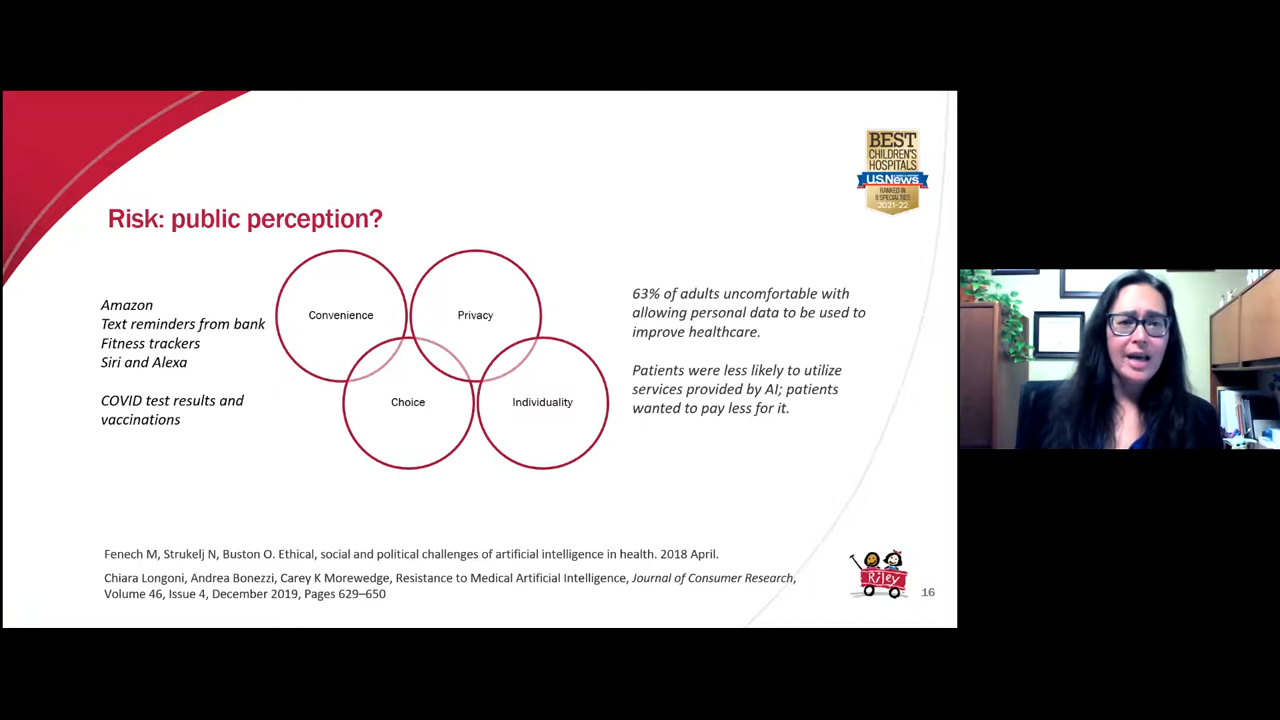 BEST
CHILDREN'S
HOSPITALS
U.S.News
RANKED IN
9 SPECIALTIES
2021-22
Risk: public perception?
Amazon
Text reminders from bank
Fitness trackers
Siri and Alexa
COVID test results and
vaccinations
Convenience
Privacy
Choice
Individuality
63% of adults uncomfortable with
allowing personal data to be used to
improve healthcare.
Patients were less likely to utilize
services provided by AI; patients
wanted to pay less for it.
Fenech M, Strukelj N, Buston O. Ethical, social and political challenges of artificial intelligence in health. 2018 April.
Chiara Longoni, Andrea Bonezzi, Carey K Morewedge, Resistance to Medical Artificial Intelligence, Journal of Consumer Research,
Volume 46, Issue 4, December 2019, Pages 629–650
Riley
16